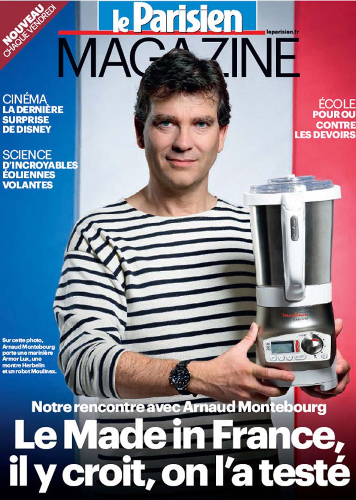 NOUVEAU
CHAQUE VENDREDI
le Parisien
leparisien.fr
MAGAZINE
CINÉMA
LA DERNIÈRE
SURPRISE
DE DISNEY
SCIENCE
D'INCROYABLES
ÉOLIENNES
VOLANTES
ÉCOLE
POUR OU
CONTRE
LES DEVOIRS
Sur cette photo,
Arnaud Montebourg
porte une marinière
Armor Lux, une
montre Herbelin
et un robot Moulinex.
Moulinex
Notre rencontre avec Arnaud Montebourg
Le Made in France,
il y croit, on l'a testé